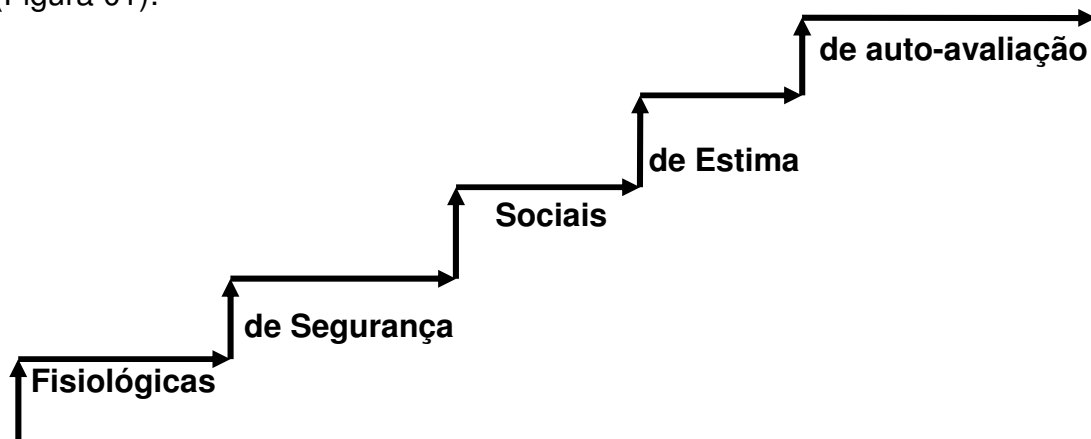 (Figura 01).
de auto-avaliação
de Estima
Sociais
de Segurança
Fisiológicas